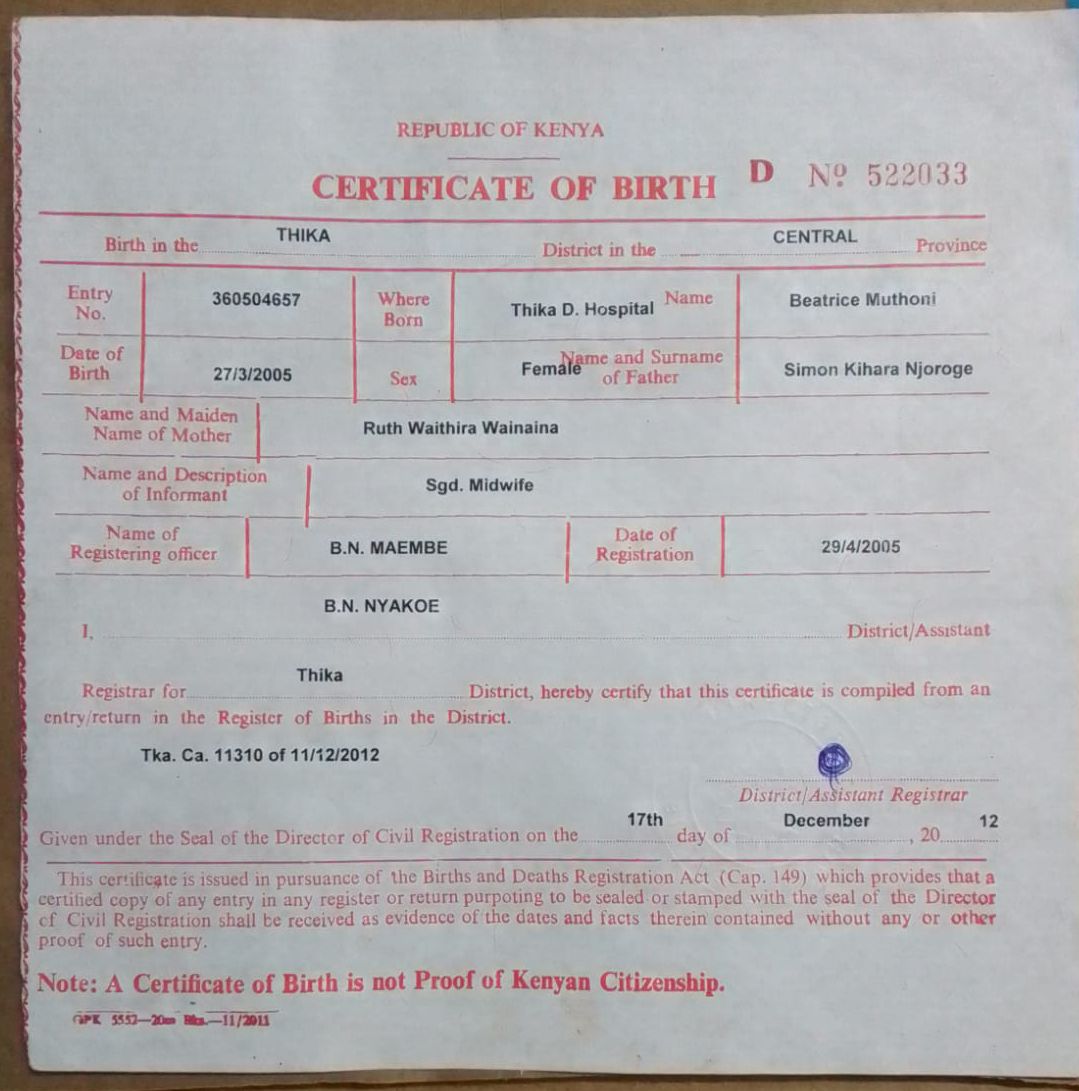 REPUBLIC OF KENYA
CERTIFICATE OF BIRTH D Nº 522033
Birth in the THIKA District in the CENTRAL Province
Entry No. 360504657 Where Born Thika D. Hospital Name Beatrice Muthoni
Date of Birth 27/3/2005 Sex Female Name and Surname of Father Simon Kihara Njoroge
Name and Maiden Name of Mother Ruth Waithira Wainaina
Name and Description of Informant Sgd. Midwife
Name of Registering officer B.N. MAEMBE Date of Registration 29/4/2005
B.N. NYAKOE
I, District/Assistant
Registrar for Thika District, hereby certify that this certificate is compiled from an
entry/return in the Register of Births in the District.
Tka. Ca. 11310 of 11/12/2012
District/Assistant Registrar
Given under the Seal of the Director of Civil Registration on the 17th day of December, 20 12
This certificate is issued in pursuance of the Births and Deaths Registration Act (Cap. 149) which provides that a
certified copy of any entry in any register or return purpoting to be sealed or stamped with the seal of the Director
of Civil Registration shall be received as evidence of the dates and facts therein contained without any or other
proof of such entry.
Note: A Certificate of Birth is not Proof of Kenyan Citizenship.
GPK 5552—20m Bks.—11/2011